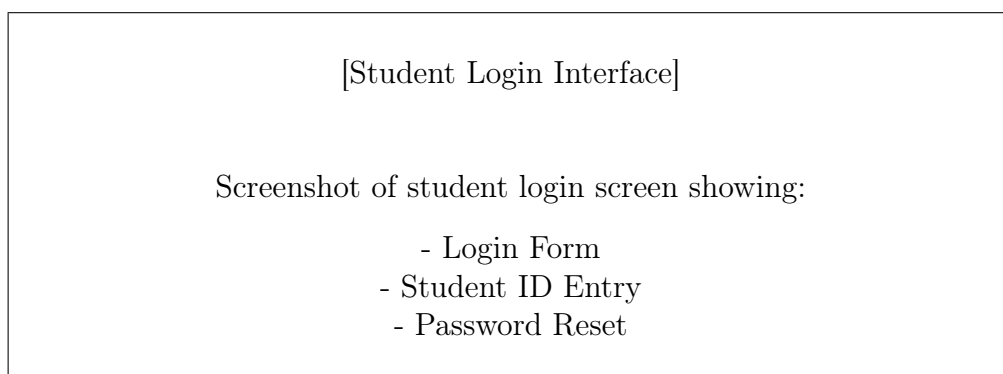 [Student Login Interface]
Screenshot of student login screen showing:
- Login Form
- Student ID Entry
- Password Reset